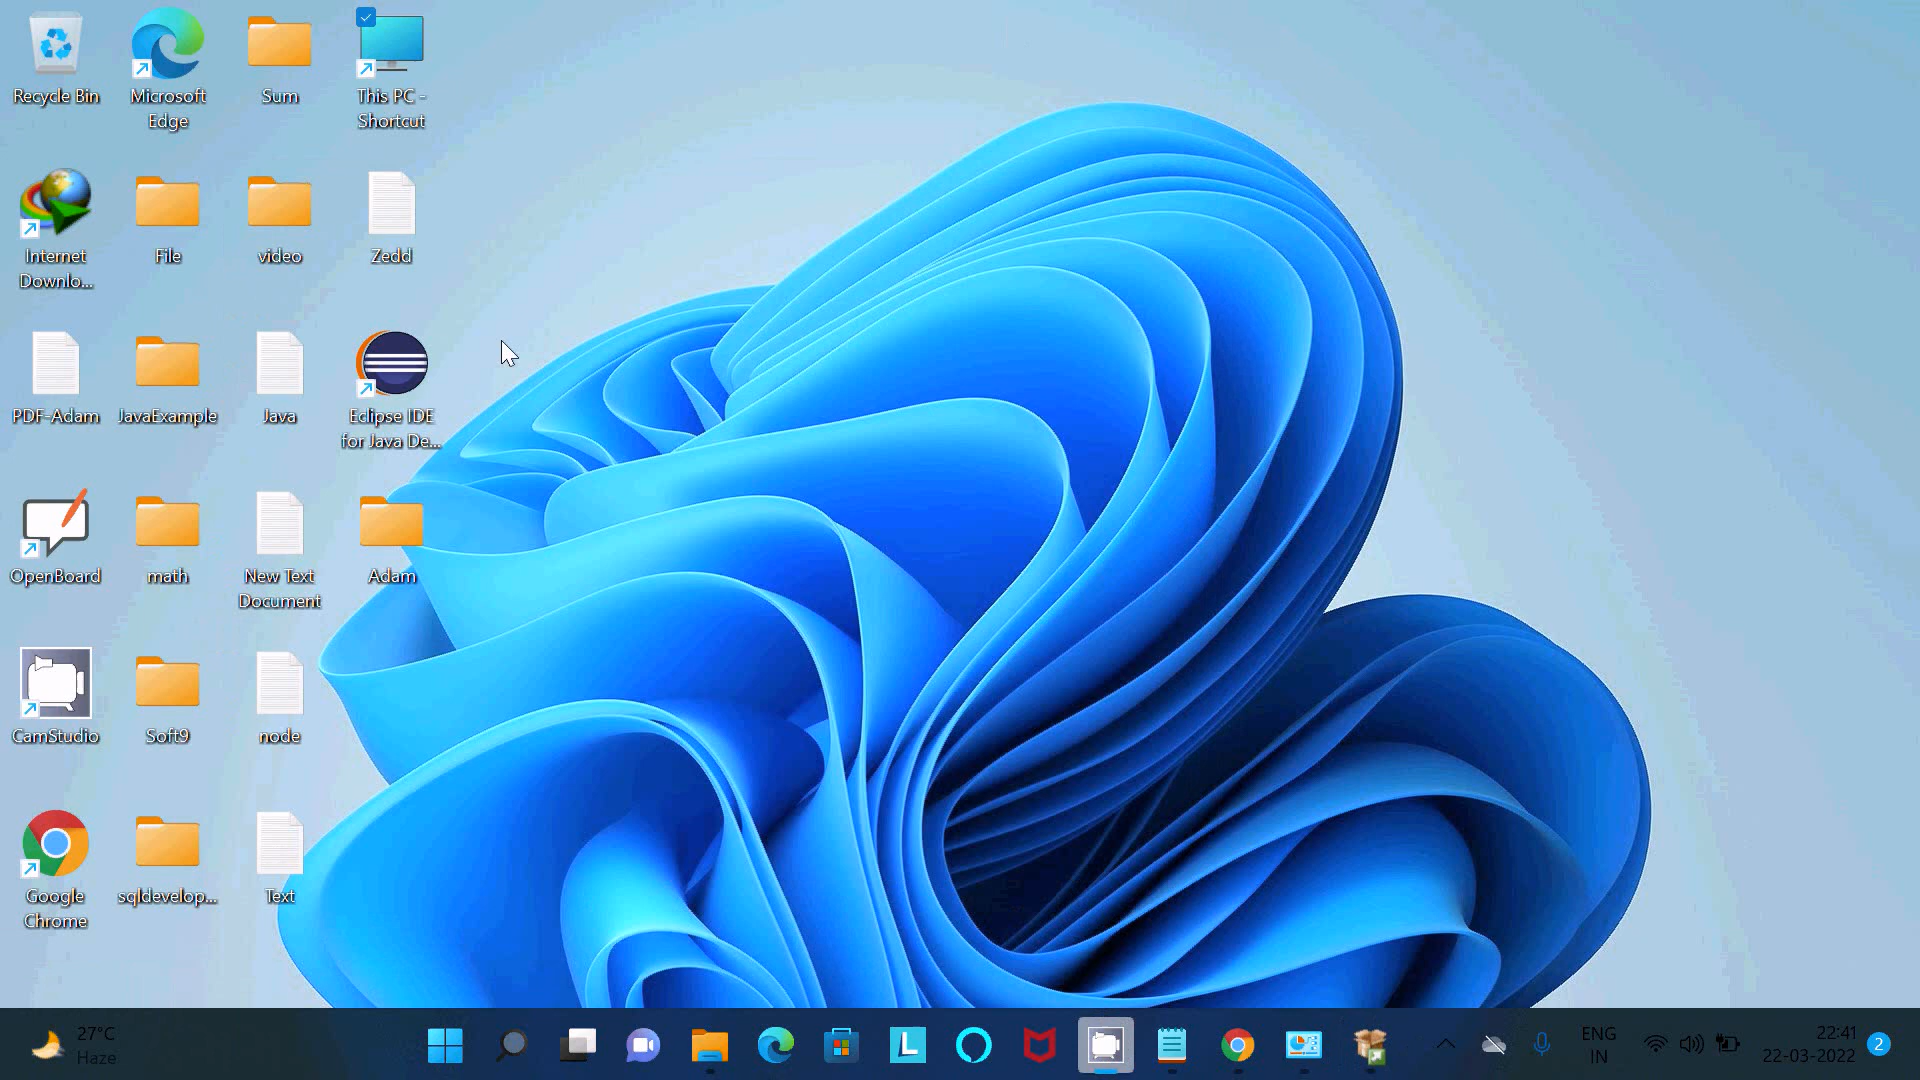 Recycle Bin
Microsoft
Edge
Sum
This PC -
Shortcut
Internet
Downlo...
File
video
Zedd
PDF-Adam
JavaExample
Java
Eclipse IDE
for Java De...
OpenBoard
math
New Text
Document
Adam
CamStudio
Soft9
node
Google
Chrome
sqldevelop...
Text
27°C
Haze
L
ENG
IN
22:41
22-03-2022
2